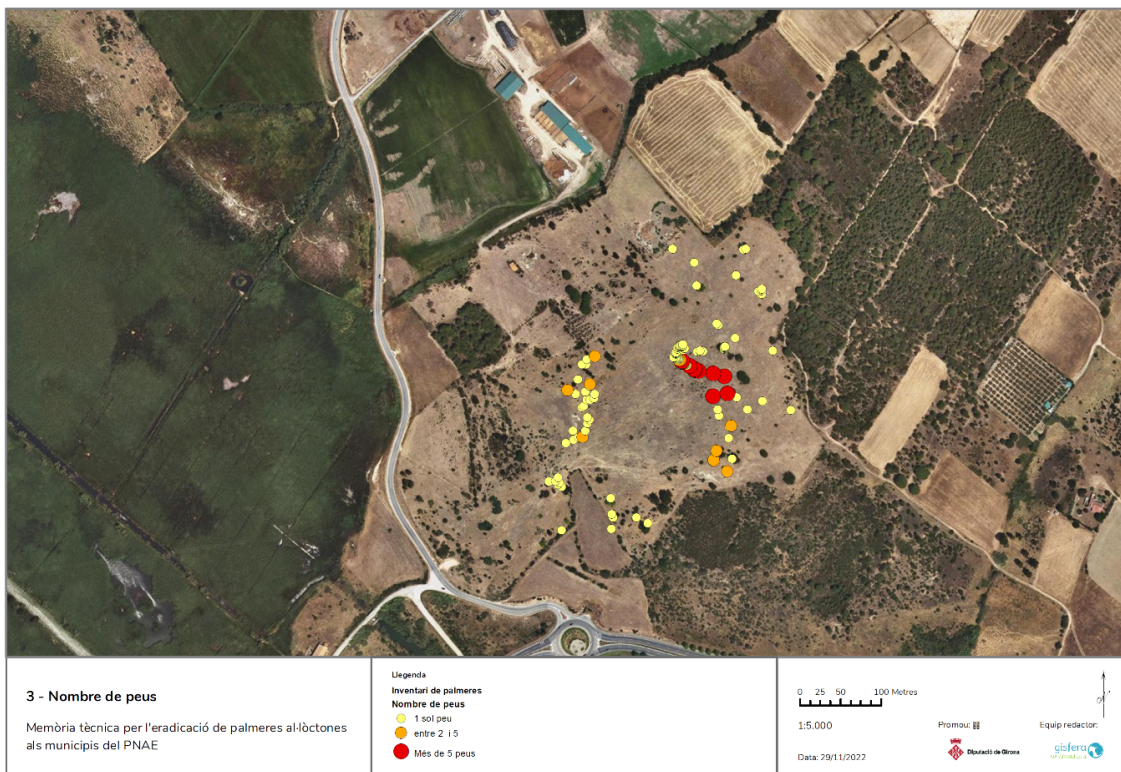 3 - Nombre de peus
Memòria tècnica per l'eradicació de palmeres al·lòctones
als municipis del PNAE
Llegenda
Inventari de palmeres
Nombre de peus
1 sol peu
entre 2 i 5
Més de 5 peus
0 25 50 100 Metres
1:5.000
Data: 29/11/2022
Promou:
Diputació de Girona
Equip redactor:
gisfera